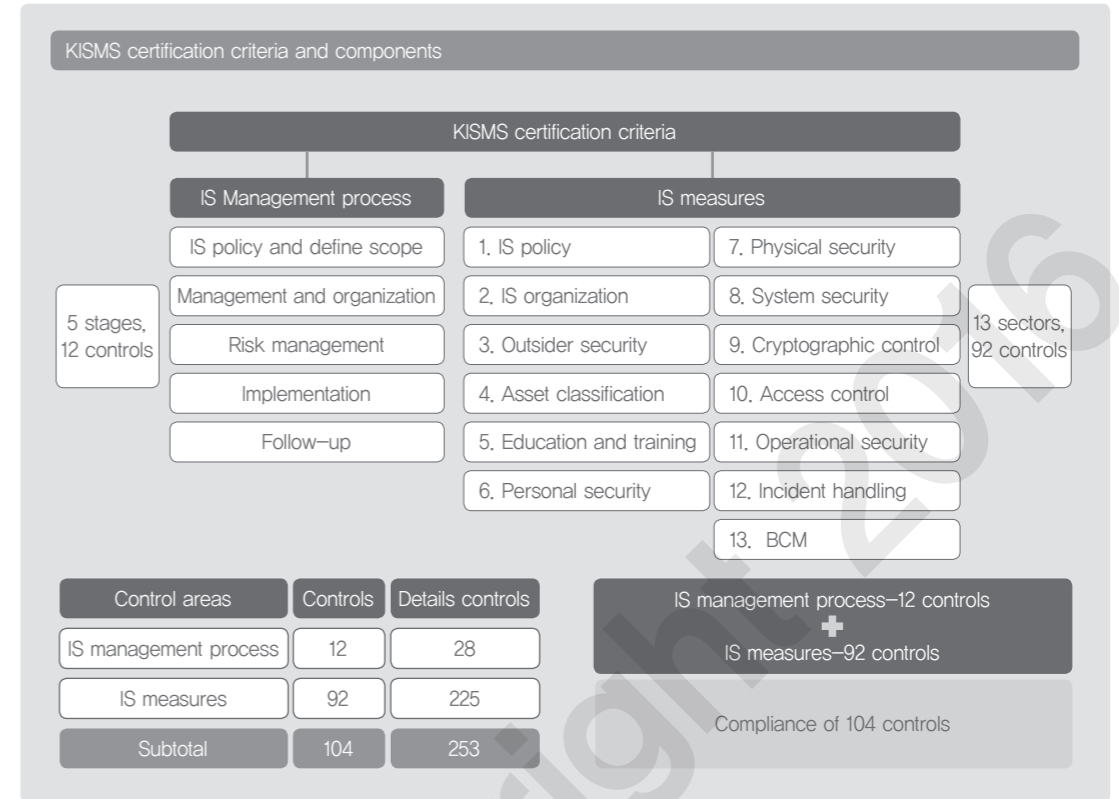 KISMS certification criteria and components
KISMS certification criteria
IS Management process
IS policy and define scope
Management and organization
Risk management
Implementation
Follow-up
5 stages,
12 controls
IS measures
1. IS policy
2. IS organization
3. Outsider security
4. Asset classification
5. Education and training
6. Personal security
7. Physical security
8. System security
9. Cryptographic control
10. Access control
11. Operational security
12. Incident handling
13. BCM
13 sectors,
92 controls
Control areas Controls Details controls
IS management process 12 28
IS measures 92 225
Subtotal 104 253
IS management process-12 controls
+
IS measures-92 controls
Compliance of 104 controls
right 2016